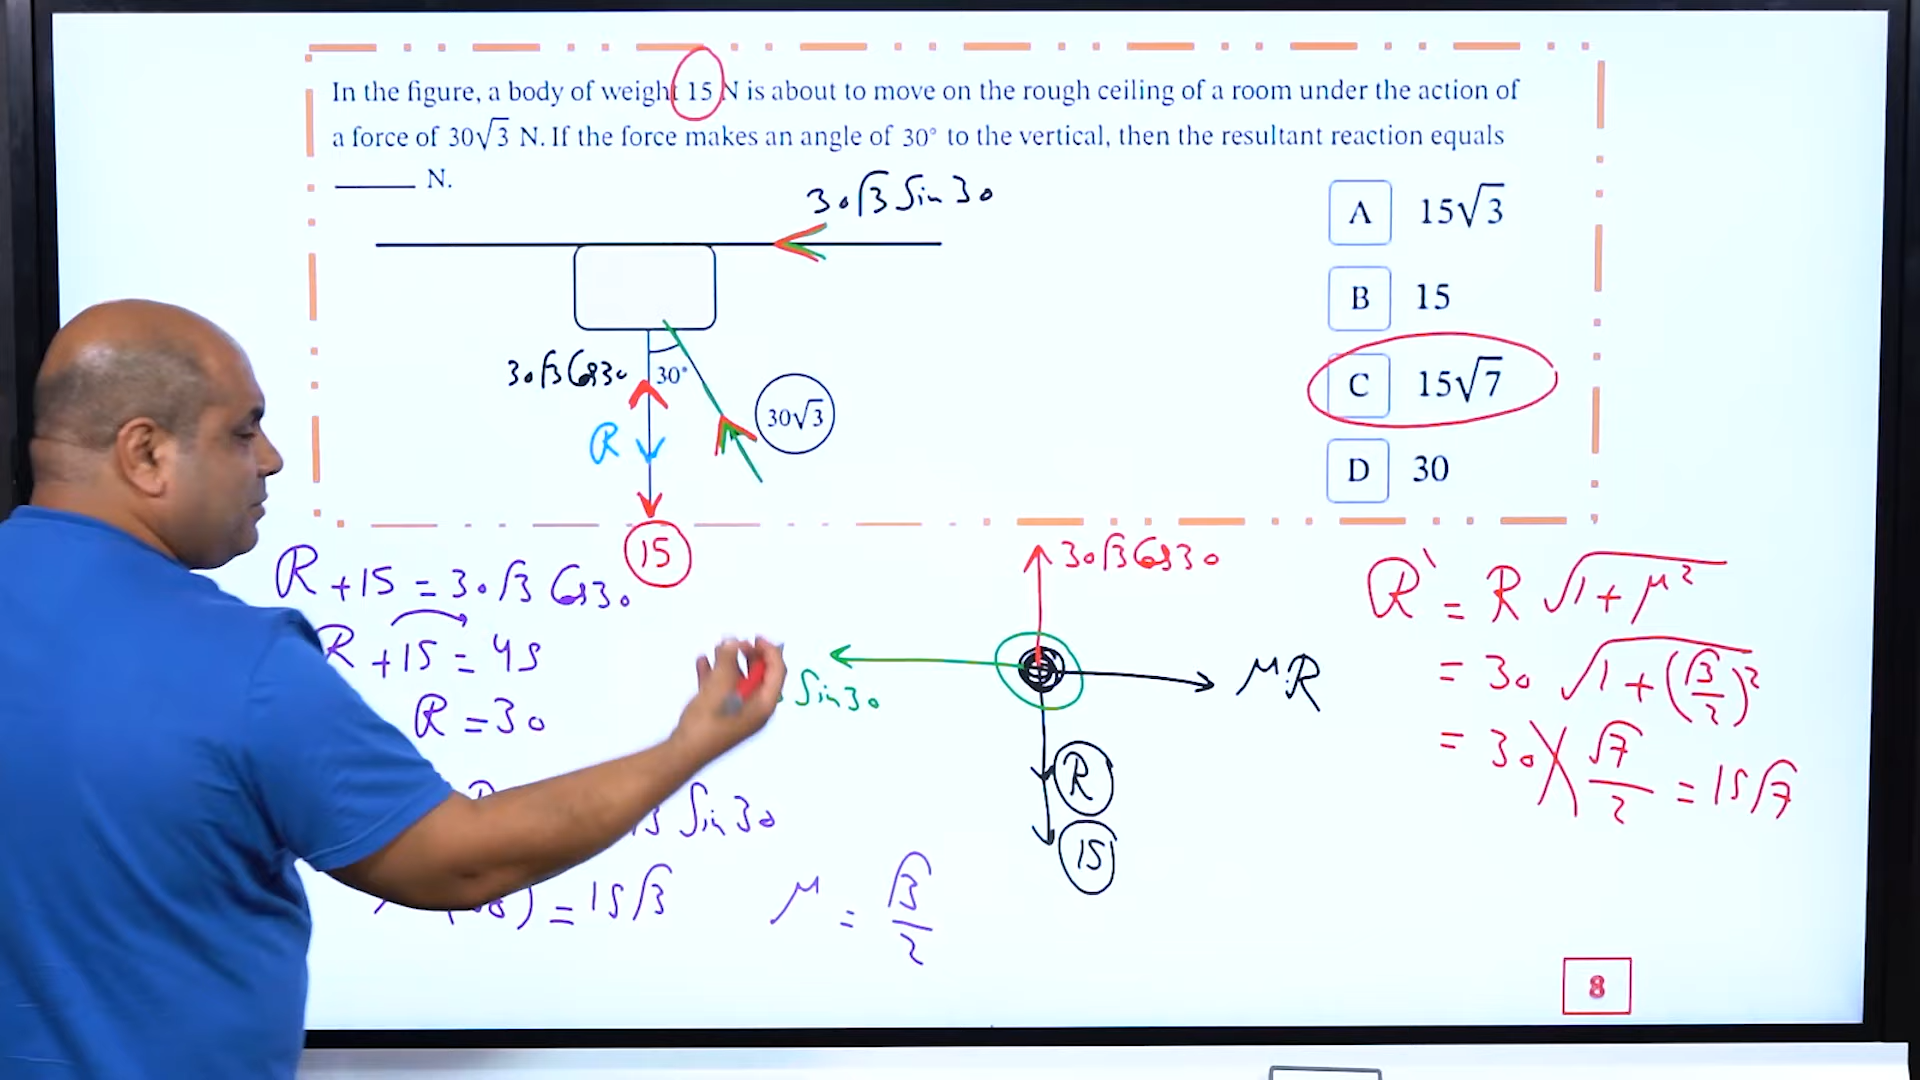 In the figure, a body of weight 15 N is about to move on the rough ceiling of a room under the action of
a force of 30√3 N. If the force makes an angle of 30° to the vertical, then the resultant reaction equals
______ N.
30√3 Sin 30
A 15√3
B 15
C 15√7
D 30
30√3 Cos 30
30°
30√3
R
15
R + 15 = 30√3 Cos 30
R + 15 = 45
R = 30
√3 Sin 30
= 15√3
μ = √3/2
30√3 Cos 30
Sin 30
μR
R
15
R' = R √1 + μ²
= 30 √1 + (√3/2)²
= 30 × √7/2 = 15√7
8